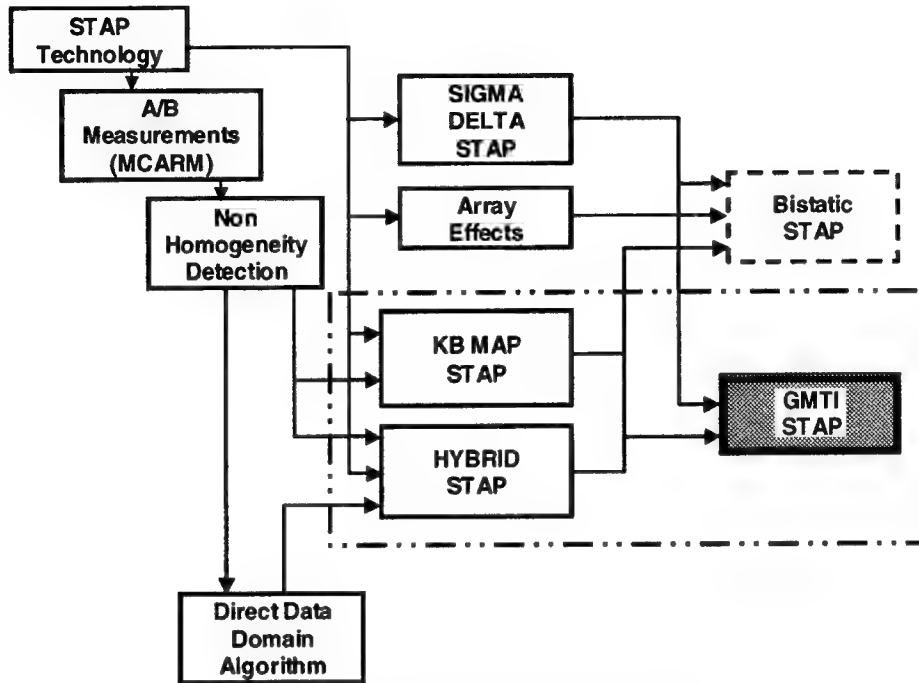 STAP
Technology
A/B
Measurements
(MCARM)
Non
Homogeneity
Detection
SIGMA
DELTA
STAP
Array
Effects
Bistatic
STAP
KB MAP
STAP
GMTI
STAP
HYBRID
STAP
Direct Data
Domain
Algorithm